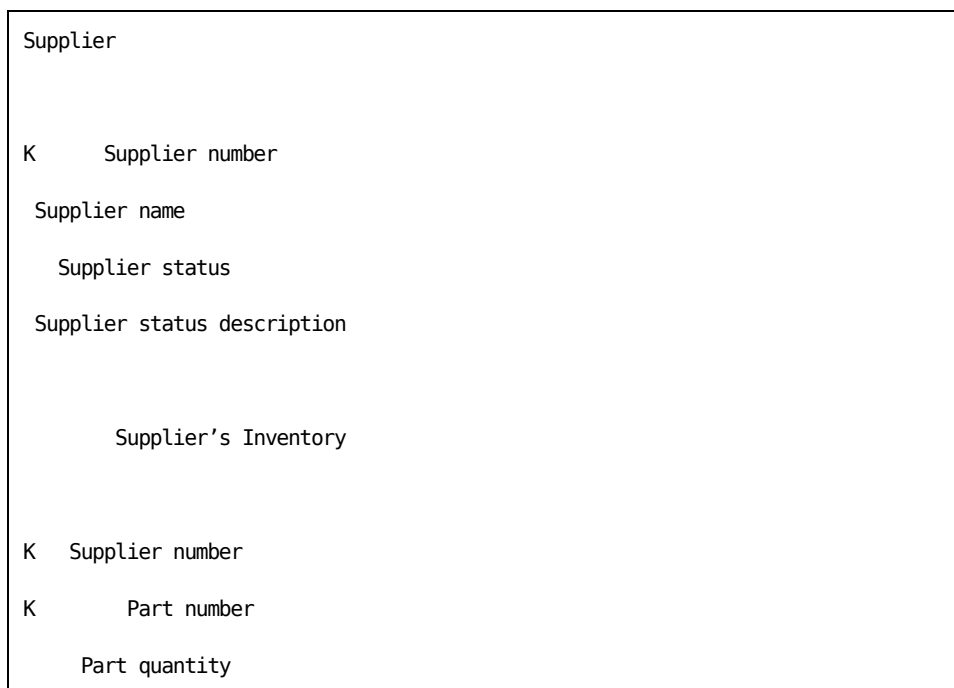 Supplier
K Supplier number
Supplier name
Supplier status
Supplier status description
Supplier’s Inventory
K Supplier number
K Part number
Part quantity